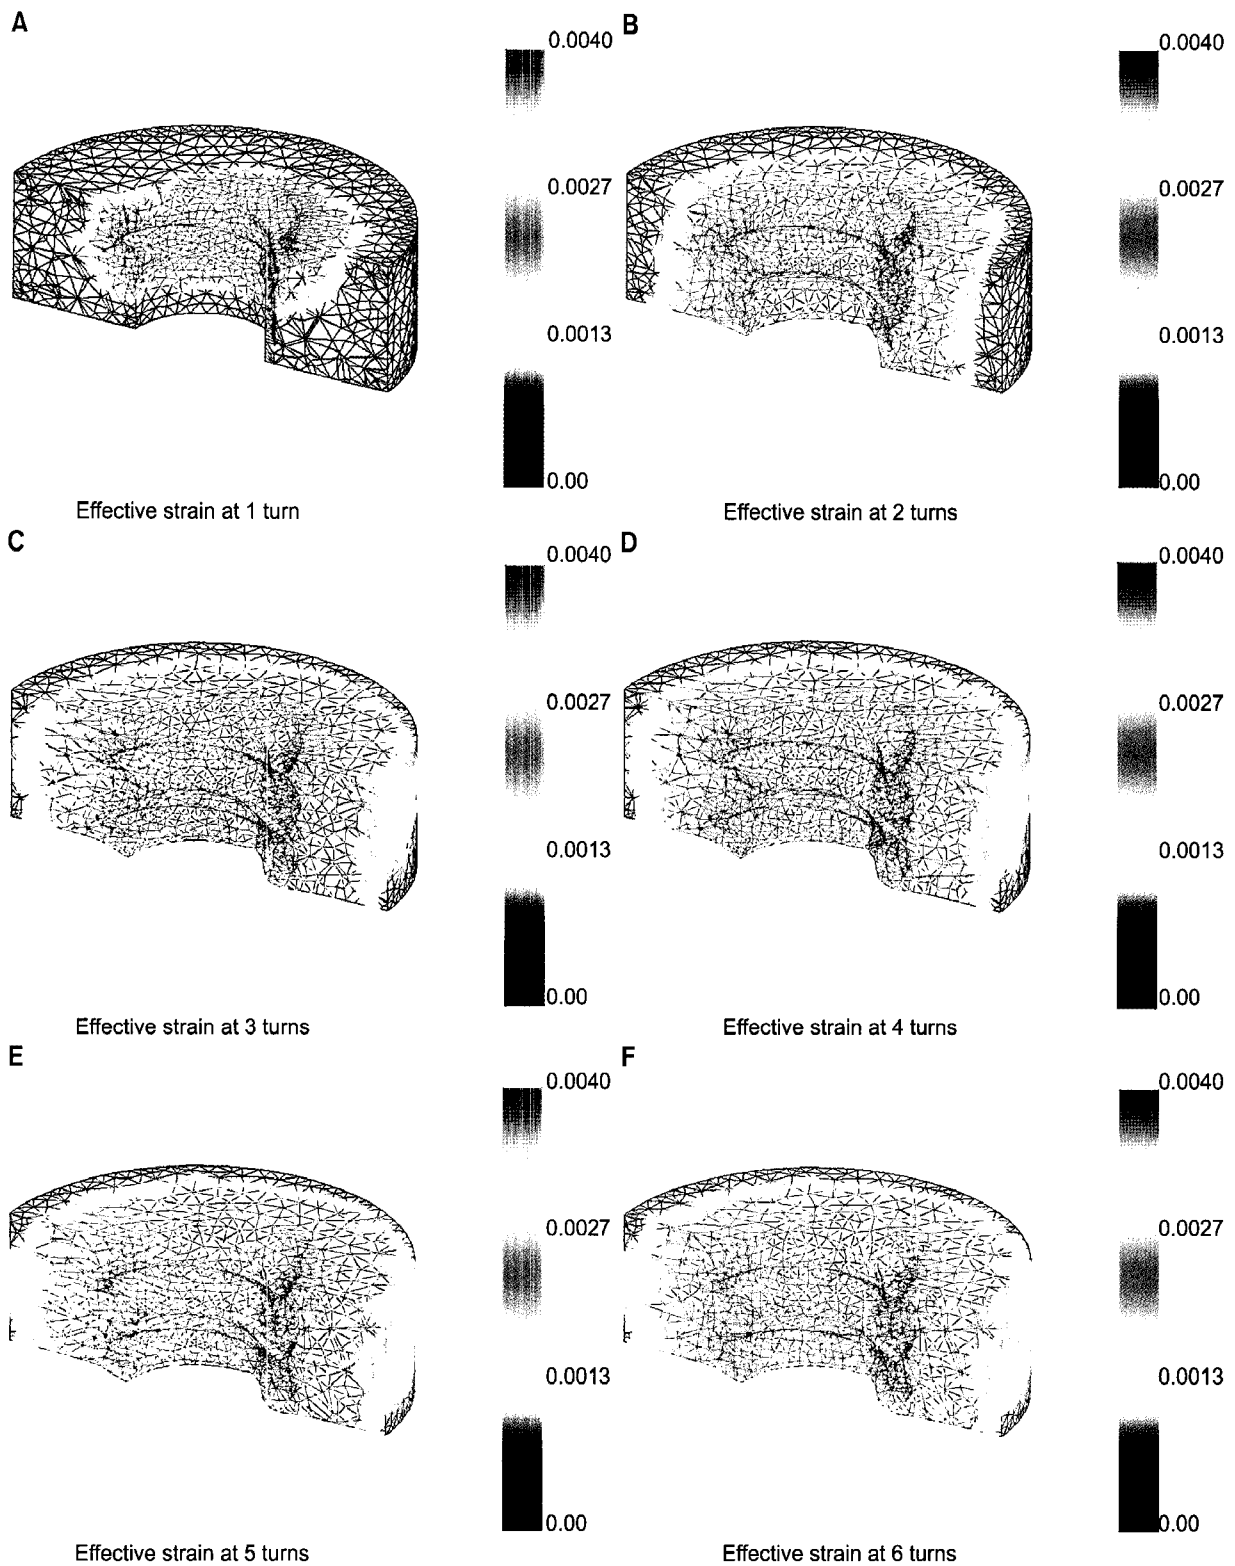 A
0.0040
0.0027
0.0013
0.00
Effective strain at 1 turn
B
0.0040
0.0027
0.0013
0.00
Effective strain at 2 turns
C
0.0040
0.0027
0.0013
0.00
Effective strain at 3 turns
D
0.0040
0.0027
0.0013
0.00
Effective strain at 4 turns
E
0.0040
0.0027
0.0013
0.00
Effective strain at 5 turns
F
0.0040
0.0027
0.0013
0.00
Effective strain at 6 turns